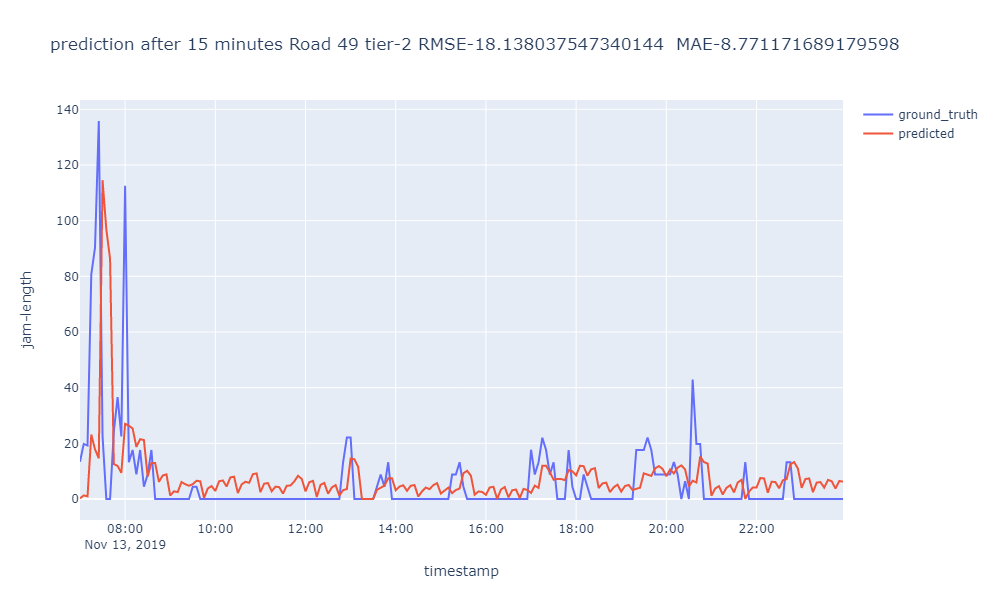 prediction after 15 minutes Road 49 tier-2 RMSE-18.138037547340144  MAE-8.771171689179598
ground_truth
predicted
jam-length
140
120
100
80
60
40
20
0
08:00 10:00 12:00 14:00 16:00 18:00 20:00 22:00
Nov 13, 2019
timestamp